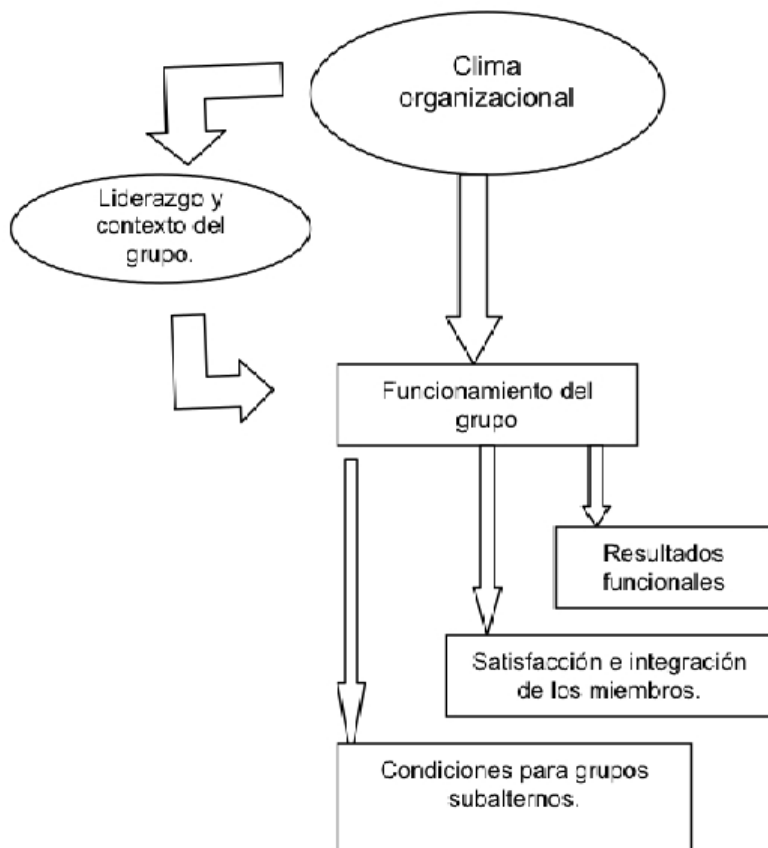 Clima
organizacional
Liderazgo y
contexto del
grupo.
Funcionamiento del
grupo
Resultados
funcionales
Satisfacción e integración
de los miembros.
Condiciones para grupos
subalternos.